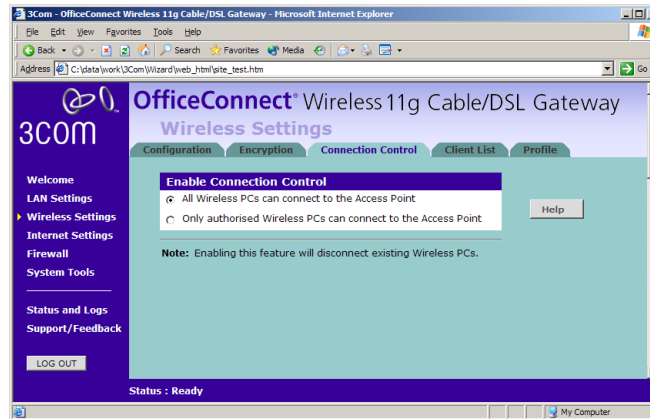 3Com - OfficeConnect Wireless 11g Cable/DSL Gateway - Microsoft Internet Explorer
File Edit View Favorites Tools Help
Back Search Favorites Media
Address C:\data\work\3Com\Wizard\web_html\site_test.htm Go
3COM
OfficeConnect® Wireless 11g Cable/DSL Gateway
Wireless Settings
Configuration Encryption Connection Control Client List Profile
Welcome
LAN Settings
Wireless Settings
Internet Settings
Firewall
System Tools
Status and Logs
Support/Feedback
LOG OUT
Enable Connection Control
All Wireless PCs can connect to the Access Point
Only authorised Wireless PCs can connect to the Access Point
Help
Note: Enabling this feature will disconnect existing Wireless PCs.
Status : Ready
My Computer